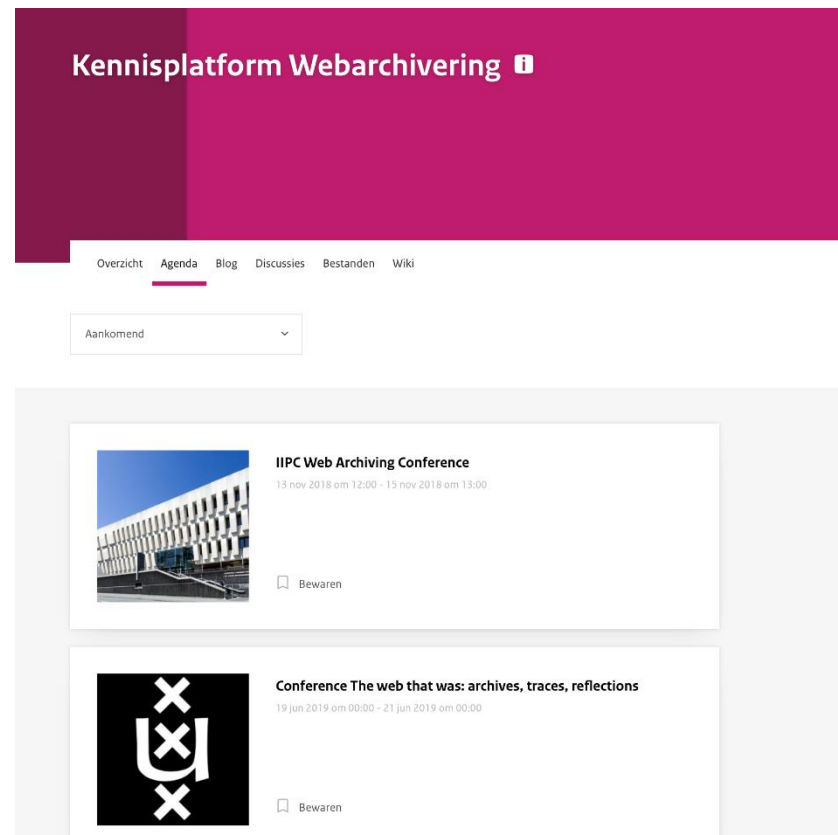 Kennisplatform Webarchivering i
Overzicht Agenda Blog Discussies Bestanden Wiki
Aankomend
IIPC Web Archiving Conference
13 nov 2018 om 12:00 - 15 nov 2018 om 13:00
Bewaren
Conference The web that was: archives, traces, reflections
19 jun 2019 om 00:00 - 21 jun 2019 om 00:00
Bewaren